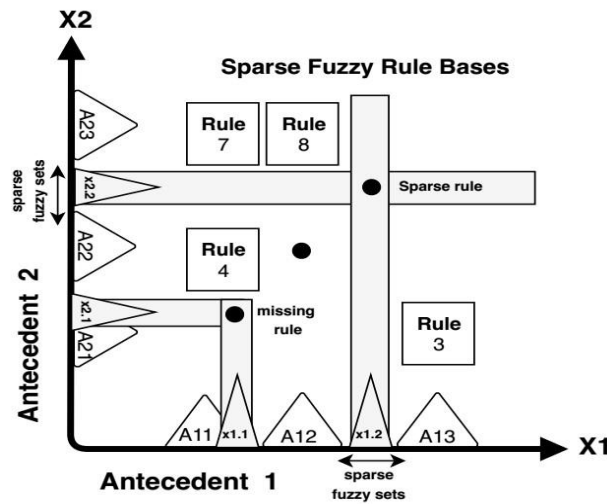 X2
Sparse Fuzzy Rule Bases
A23
Rule
7
Rule
8
sparse
fuzzy sets
x2.2
Sparse rule
A22
Rule
4
Antecedent 2
x2.1
missing
rule
A21
Rule
3
A11
x1.1
A12
x1.2
A13
X1
Antecedent 1
sparse
fuzzy sets